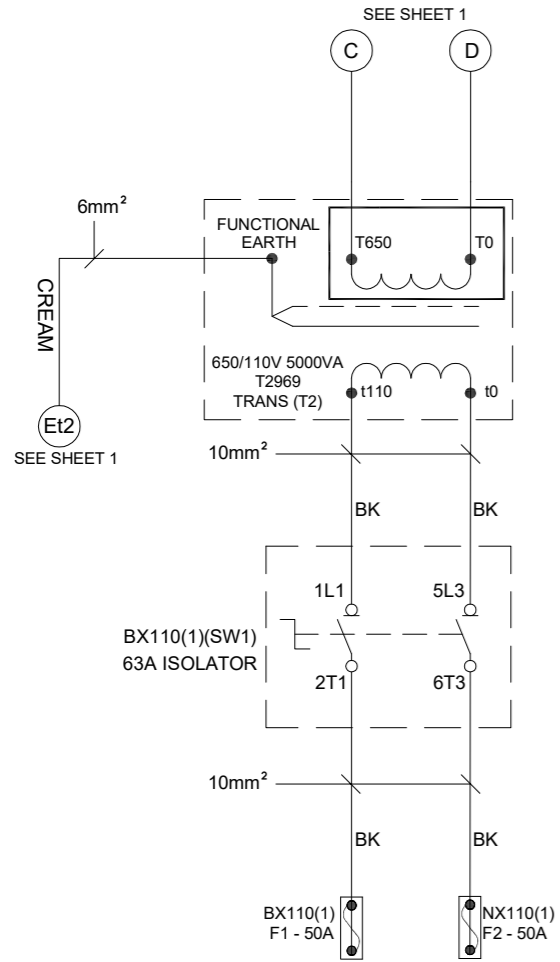 SEE SHEET 1
C
D
6mm²
FUNCTIONAL
EARTH
T650
T0
CREAM
650/110V 5000VA
T2969
TRANS (T2)
t110
t0
Et2
SEE SHEET 1
10mm²
BK
BK
1L1
5L3
BX110(1)(SW1)
63A ISOLATOR
2T1
6T3
10mm²
BK
BK
BX110(1)
F1 - 50A
NX110(1)
F2 - 50A